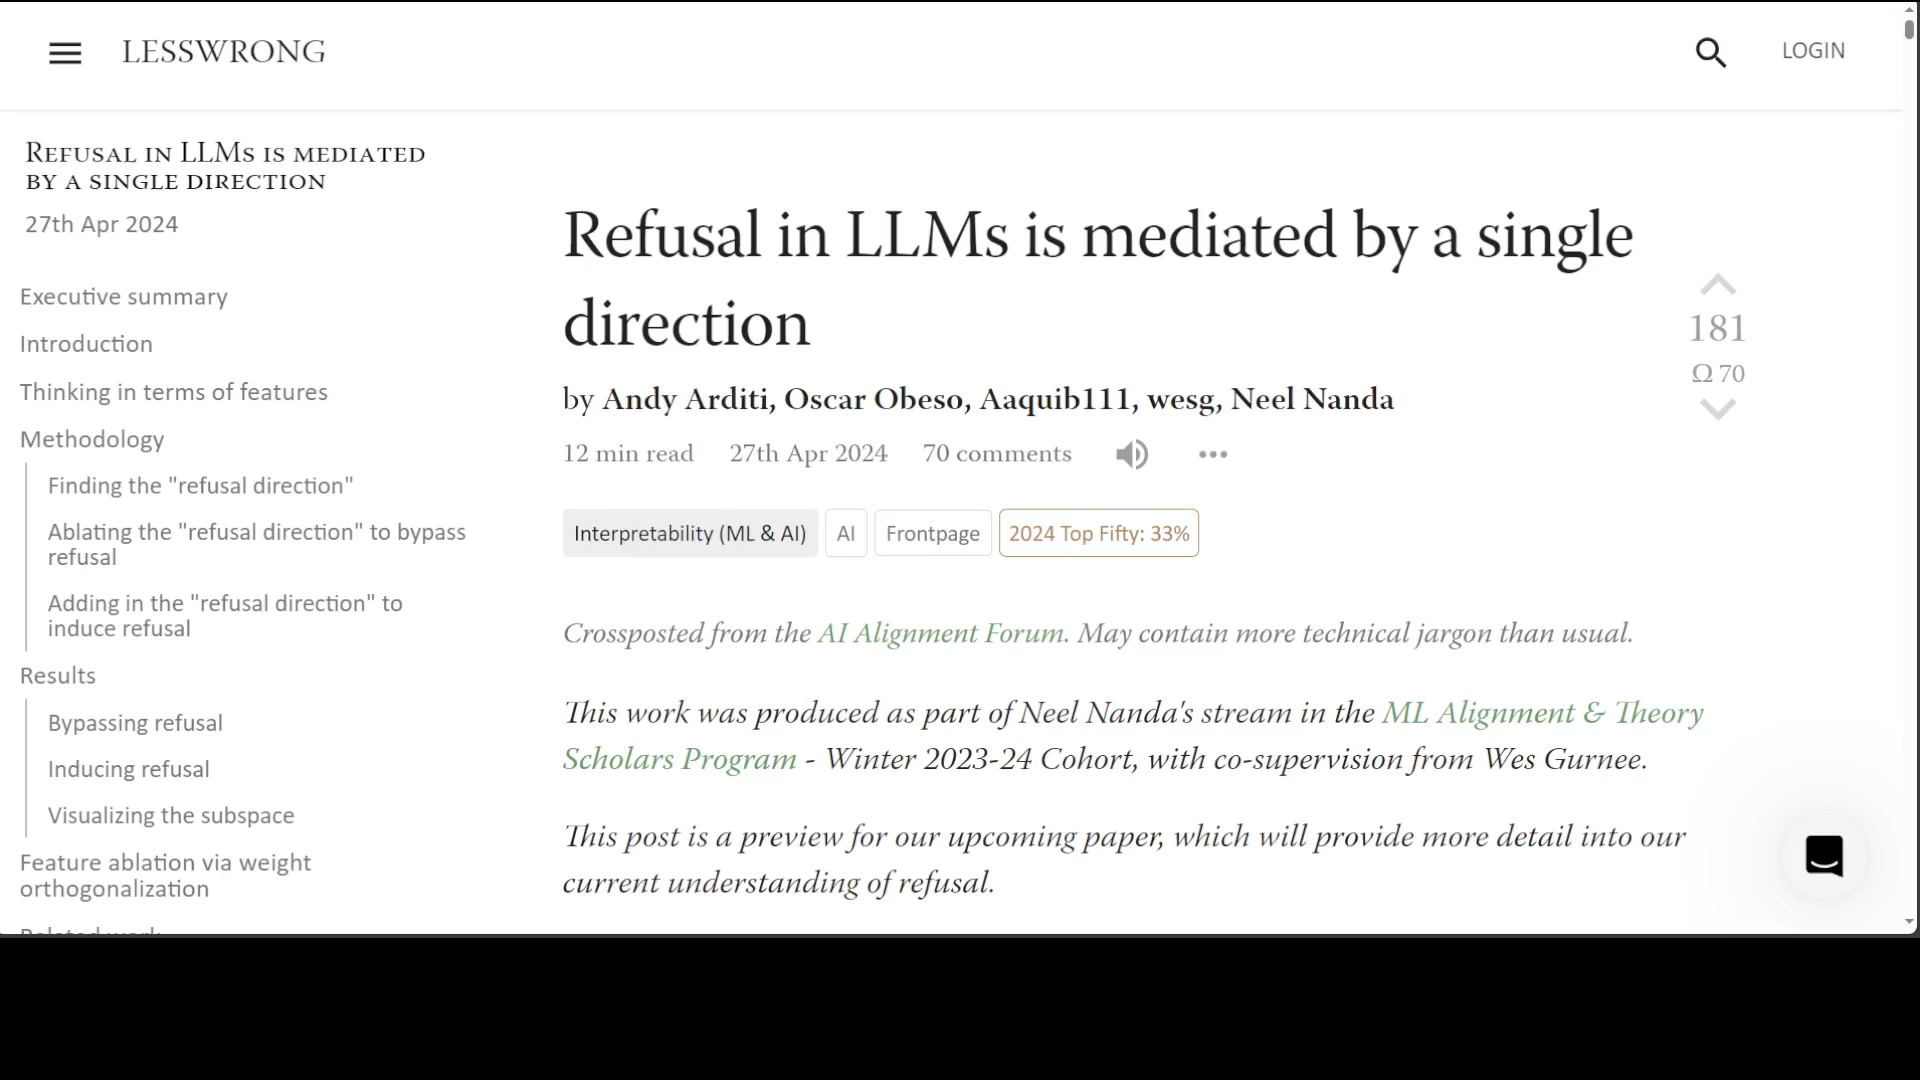 LESSWRONG
LOGIN
REFUSAL IN LLMS IS MEDIATED
BY A SINGLE DIRECTION
27th Apr 2024
Executive summary
Introduction
Thinking in terms of features
Methodology
Finding the "refusal direction"
Ablating the "refusal direction" to bypass
refusal
Adding in the "refusal direction" to
induce refusal
Results
Bypassing refusal
Inducing refusal
Visualizing the subspace
Feature ablation via weight
orthogonalization
Related work
Refusal in LLMs is mediated by a single
direction
181
Ω 70
by Andy Arditi, Oscar Obeso, Aaquib111, wesg, Neel Nanda
12 min read 27th Apr 2024 70 comments
Interpretability (ML & AI) AI Frontpage 2024 Top Fifty: 33%
Crossposted from the AI Alignment Forum. May contain more technical jargon than usual.
This work was produced as part of Neel Nanda's stream in the ML Alignment & Theory
Scholars Program - Winter 2023-24 Cohort, with co-supervision from Wes Gurnee.
This post is a preview for our upcoming paper, which will provide more detail into our
current understanding of refusal.